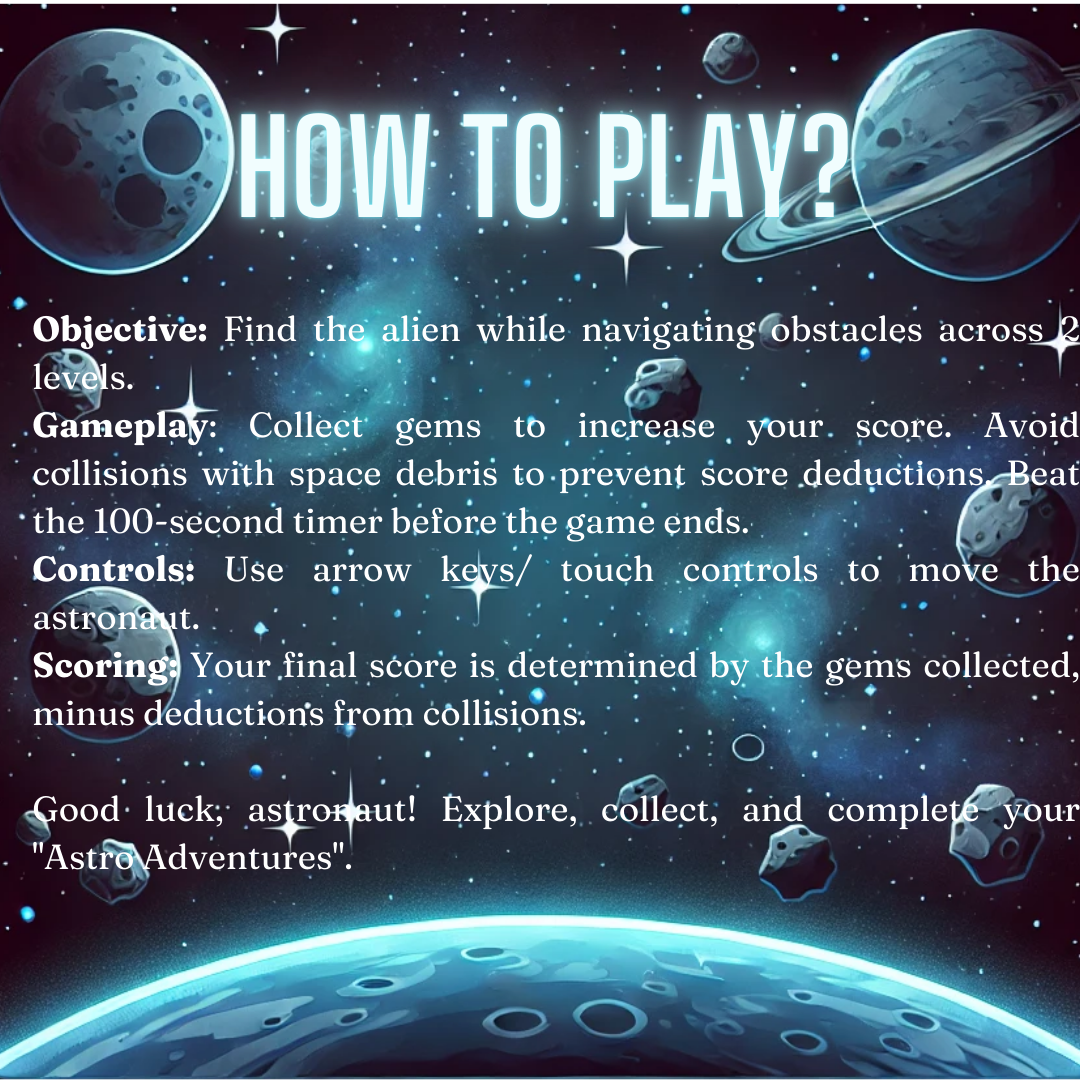 HOW TO PLAY?
Objective: Find the alien while navigating obstacles across 2
levels.
Gameplay: Collect gems to increase your score. Avoid
collisions with space debris to prevent score deductions. Beat
the 100-second timer before the game ends.
Controls: Use arrow keys/ touch controls to move the
astronaut.
Scoring: Your final score is determined by the gems collected,
minus deductions from collisions.
Good luck, astronaut! Explore, collect, and complete your
"Astro Adventures".